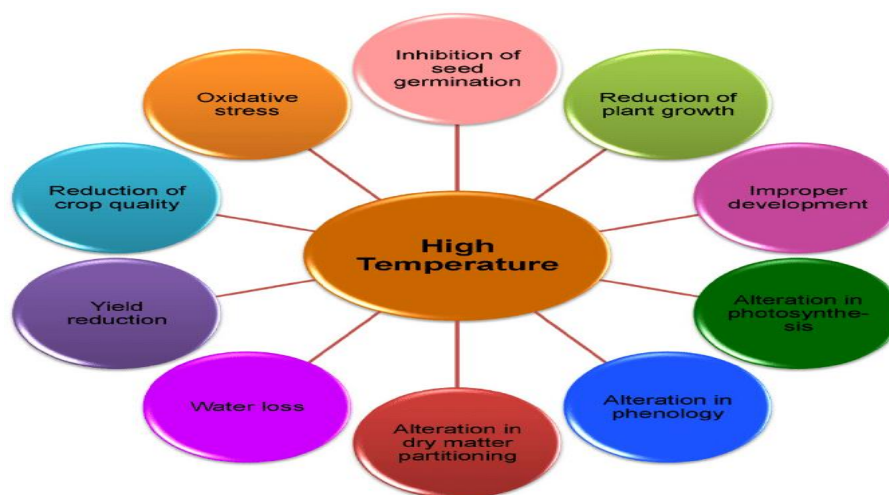 High
Temperature
Inhibition of
seed
germination
Reduction of
plant growth
Improper
development
Alteration in
photosynthe-
sis
Alteration in
phenology
Alteration in
dry matter
partitioning
Water loss
Yield
reduction
Reduction of
crop quality
Oxidative
stress